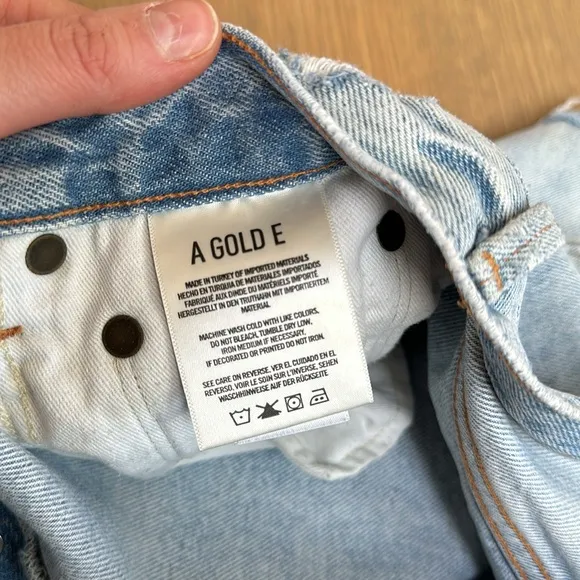 A GOLD E
MADE IN TURKEY OF IMPORTED MATERIALS
HECHO EN TURQUIA DE MATERIALES IMPORTADOS
FABRIQUÉ AUX DINDE DU MATÉRIELS IMPORTÉS
HERGESTELLT IN DEN TRUTHAHN MIT IMPORTIERTEM
MATERIAL
MACHINE WASH COLD WITH LIKE COLORS,
DO NOT BLEACH, TUMBLE DRY LOW,
IRON MEDIUM IF NECESSARY.
IF DECORATED OR PRINTED DO NOT IRON.
SEE CARE ON REVERSE. VER EL CUIDADO EN EL
REVERSO. VOIR LE SOIN SUR L'INVERSE, SEHEN
WASCHHINWEISE AUF DER RÜCKSEITE